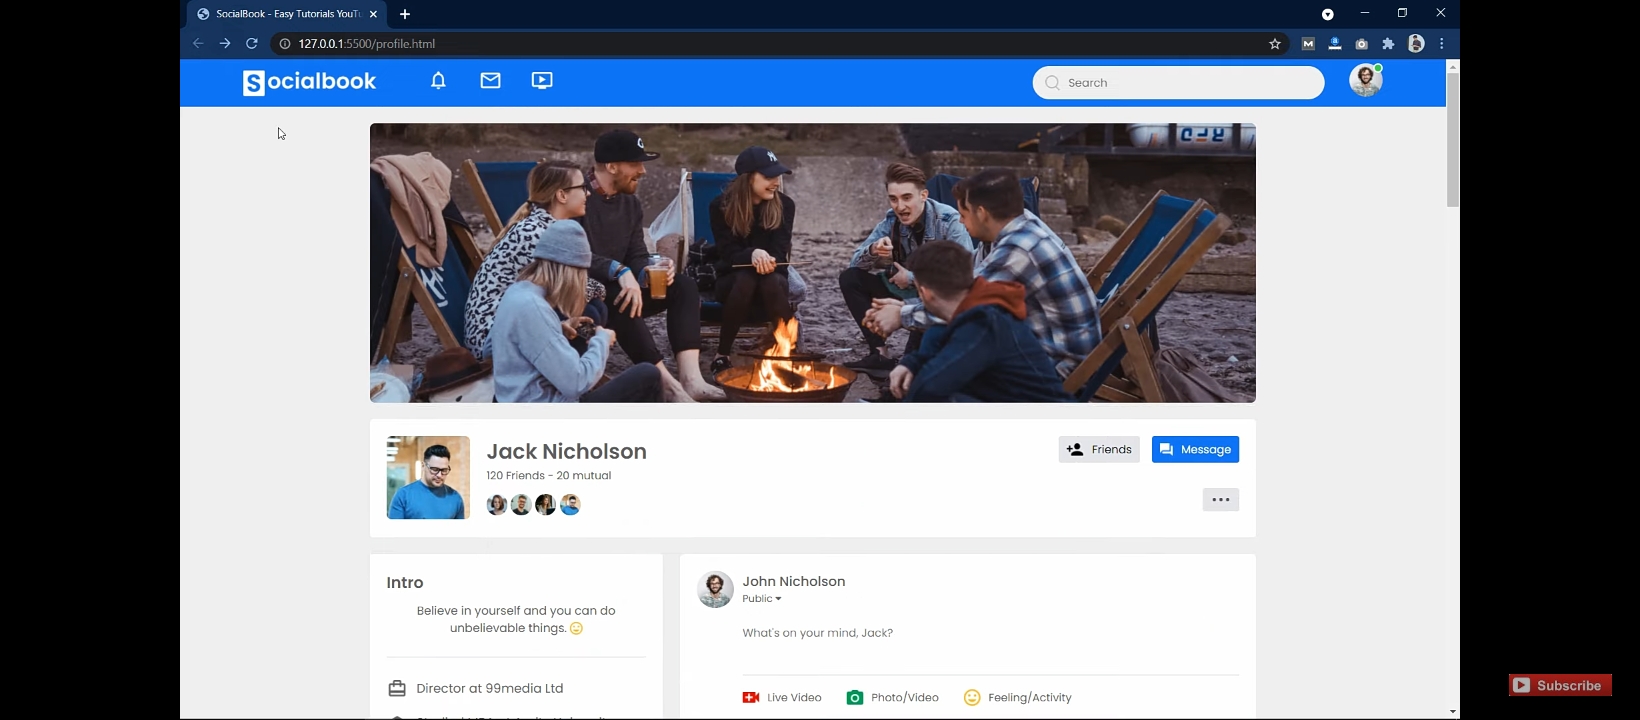 SocialBook - Easy Tutorials YouTu
127.0.0.1:5500/profile.html
Socialbook
Search
Jack Nicholson
120 Friends - 20 mutual
Friends
Message
Intro
Believe in yourself and you can do
unbelievable things.
Director at 99media Ltd
John Nicholson
Public
What's on your mind, Jack?
Live Video
Photo/Video
Feeling/Activity
Subscribe